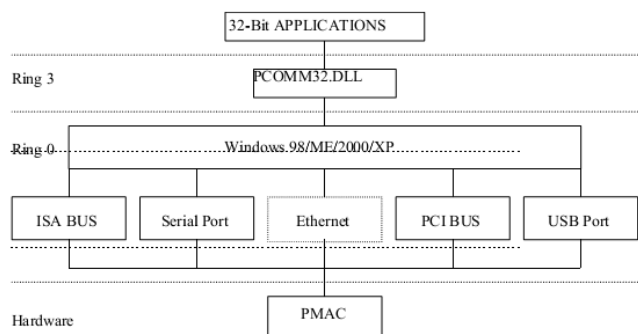 32-Bit APPLICATIONS
Ring 3
PCOMM32.DLL
Ring 0
Windows 98/ME/2000/XP
ISA BUS
Serial Port
Ethernet
PCI BUS
USB Port
PMAC
Hardware